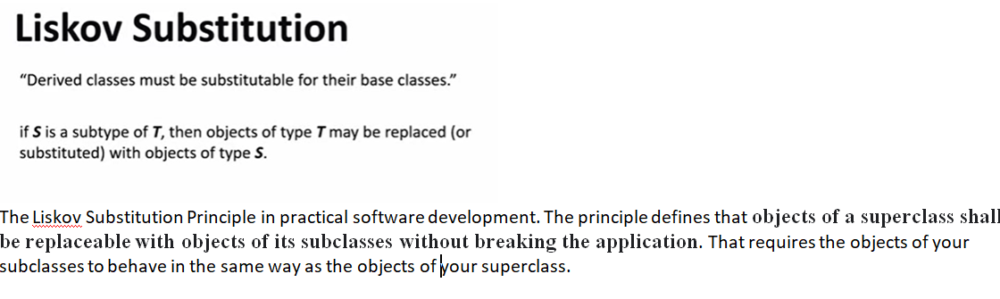 Liskov Substitution
“Derived classes must be substitutable for their base classes.”
if S is a subtype of T, then objects of type T may be replaced (or
substituted) with objects of type S.
The Liskov Substitution Principle in practical software development. The principle defines that objects of a superclass shall
be replaceable with objects of its subclasses without breaking the application. That requires the objects of your
subclasses to behave in the same way as the objects of your superclass.